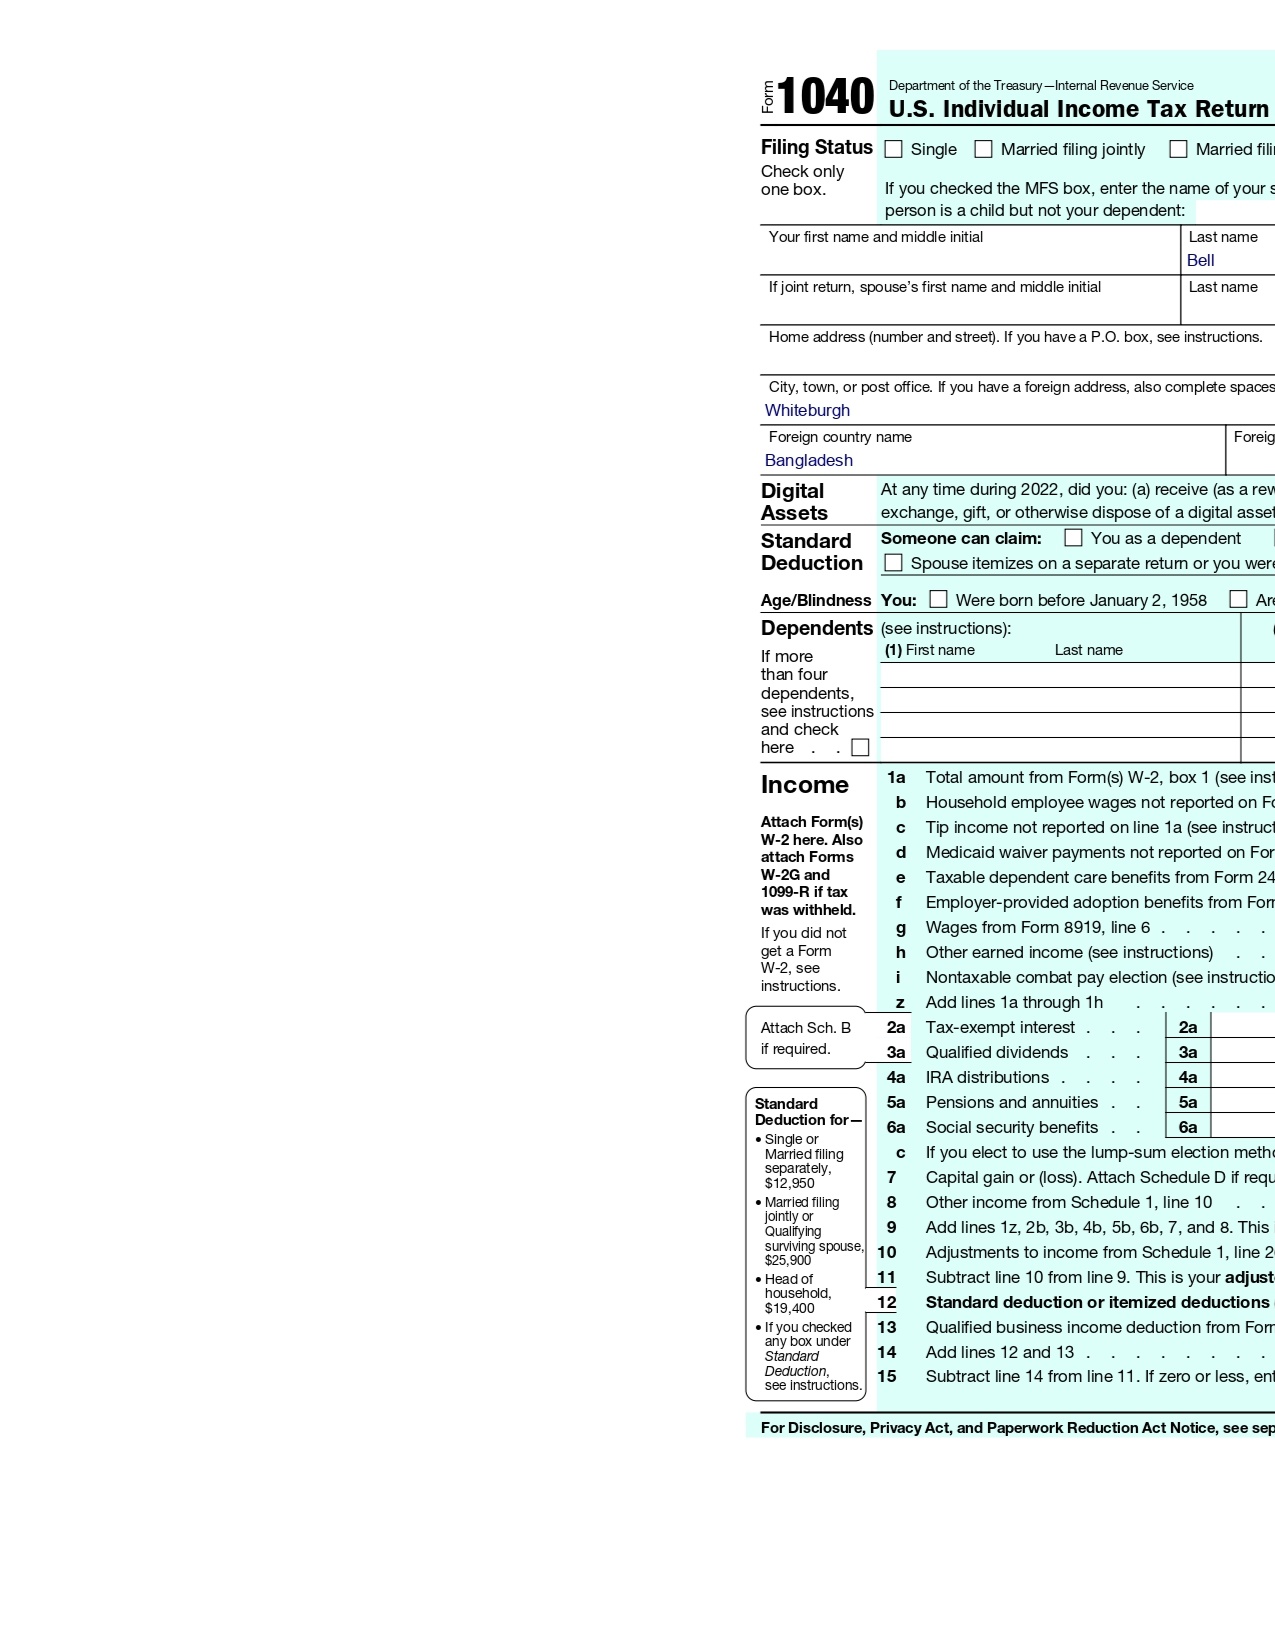 Form 1040
Department of the Treasury—Internal Revenue Service
U.S. Individual Income Tax Return
Filing Status
Check only
one box.
Single Married filing jointly Married
If you checked the MFS box, enter the name of your
person is a child but not your dependent:
Your first name and middle initial
Last name
Bell
If joint return, spouse’s first name and middle initial
Last name
Home address (number and street). If you have a P.O. box, see instructions.
City, town, or post office. If you have a foreign address, also complete spaces
Whiteburgh
Foreign country name
Bangladesh
Digital
Assets
At any time during 2022, did you: (a) receive (as a
exchange, gift, or otherwise dispose of a digital asset
Standard
Deduction
Someone can claim: You as a dependent
Spouse itemizes on a separate return or you were
Age/Blindness You: Were born before January 2, 1958
Dependents (see instructions):
(1) First name Last name
If more
than four
dependents,
see instructions
and check
here . .
Income
Attach Form(s)
W-2 here. Also
attach Forms
W-2G and
1099-R if tax
was withheld.
If you did not
get a Form
W-2, see
instructions.
1a Total amount from Form(s) W-2, box 1 (see
b Household employee wages not reported on
c Tip income not reported on line 1a (see
d Medicaid waiver payments not reported on
e Taxable dependent care benefits from Form 24
f Employer-provided adoption benefits from
g Wages from Form 8919, line 6 . . . . .
h Other earned income (see instructions) . .
i Nontaxable combat pay election (see
z Add lines 1a through 1h . . . . . .
Attach Sch. B
if required.
2a Tax-exempt interest . . . 2a
3a Qualified dividends . . . 3a
4a IRA distributions . . . . 4a
5a Pensions and annuities . . 5a
6a Social security benefits . . 6a
c If you elect to use the lump-sum election
7 Capital gain or (loss). Attach Schedule D if
8 Other income from Schedule 1, line 10 . .
9 Add lines 1z, 2b, 3b, 4b, 5b, 6b, 7, and 8. This
10 Adjustments to income from Schedule 1, line
11 Subtract line 10 from line 9. This is your
12 Standard deduction or itemized deductions
13 Qualified business income deduction from
14 Add lines 12 and 13 . . . . . . . .
15 Subtract line 14 from line 11. If zero or less,
Standard
Deduction for—
• Single or
Married filing
separately,
$12,950
• Married filing
jointly or
Qualifying
surviving spouse,
$25,900
• Head of
household,
$19,400
• If you checked
any box under
Standard
Deduction,
see instructions.
For Disclosure, Privacy Act, and Paperwork Reduction Act Notice, see